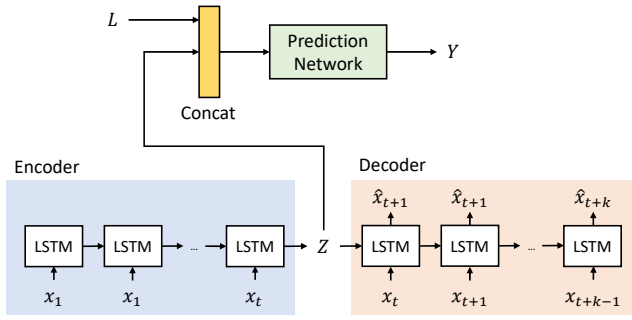 L
Prediction
Network
Y
Concat
Encoder
Decoder
x̂ₜ₊₁
x̂ₜ₊₁
x̂ₜ₊ₖ
LSTM
LSTM
...
LSTM
Z
LSTM
LSTM
...
LSTM
x₁
x₁
xₜ
xₜ
xₜ₊₁
xₜ₊ₖ₋₁